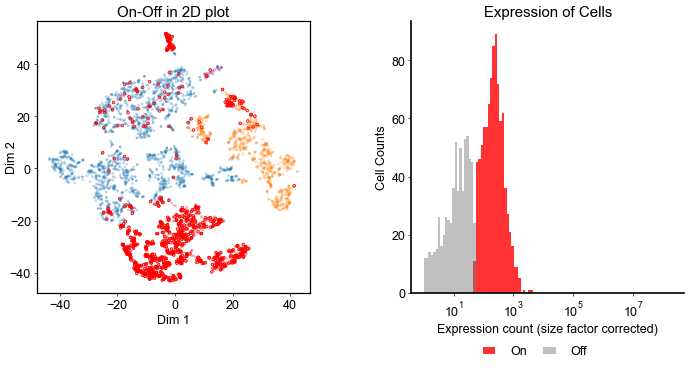 On-Off in 2D plot
Dim 2
40
20
0
−20
−40
−40 −20 0 20 40
Dim 1
Expression of Cells
Cell Counts
80
60
40
20
0
10^1 10^3 10^5 10^7
Expression count (size factor corrected)
On Off